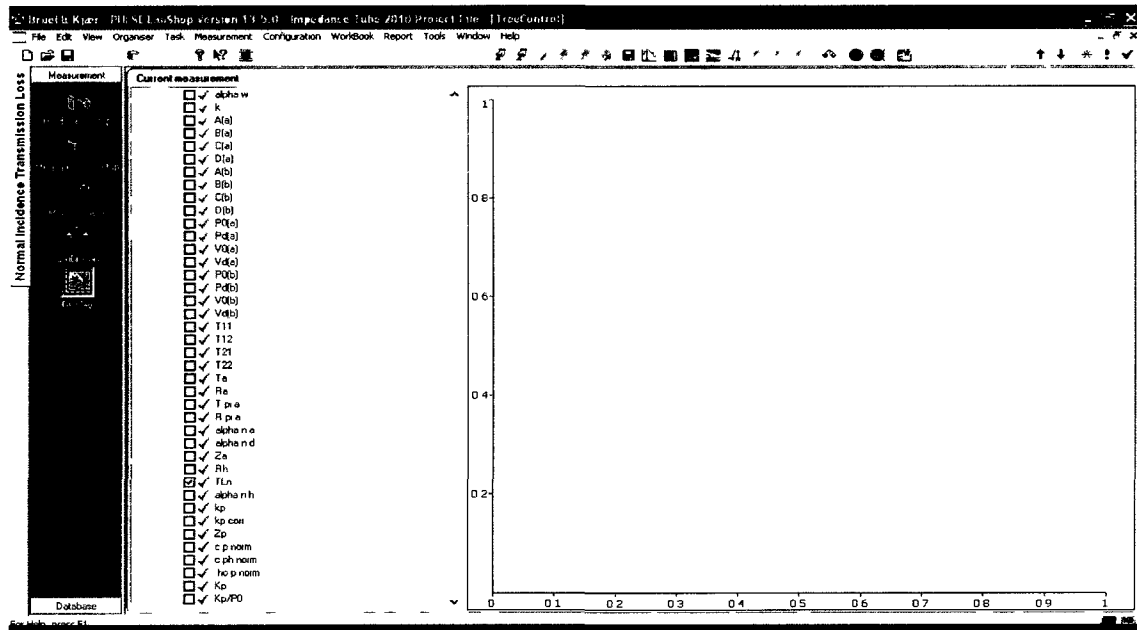 Bruel & Kjær PULSE LabShop Version 13.5.0 Impedance Tube 2010 Project File [TreeControl]
File Edit View Organiser Task Measurement Configuration WorkBook Report Tools Window Help
Measurement
Normal Incidence Transmission Loss
Database
Current measurement
alpha w
k
A(a)
B(a)
C(a)
D(a)
A(b)
B(b)
C(b)
D(b)
P0(a)
Pd(a)
V0(a)
Vd(a)
P0(b)
Pd(b)
V0(b)
Vd(b)
T11
T12
T21
T22
Ta
Ra
T pi a
R pi a
alpha n a
alpha n d
Za
Rh
TLn
alpha n h
kp
kp corr
Zp
c p norm
c ph norm
ho p norm
Kp
Kp/P0
1
0 8
0 6
0 4
0 2
0 0 1 0 2 0 3 0 4 0 5 0 6 0 7 0 8 0 9 1
For Help, press F1